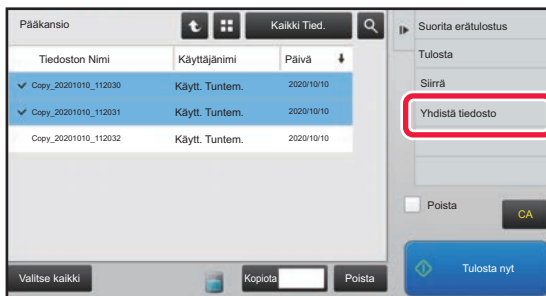 Pääkansio
Kaikki Tied.
Tiedoston Nimi Käyttäjänimi Päivä
Copy_20201010_112030 Käytt. Tuntem. 2020/10/10
Copy_20201010_112031 Käytt. Tuntem. 2020/10/10
Copy_20201010_112032 Käytt. Tuntem. 2020/10/10
Valitse kaikki
Kopiota
Poista
Suorita erätulostus
Tulosta
Siirrä
Yhdistä tiedosto
Poista
CA
Tulosta nyt